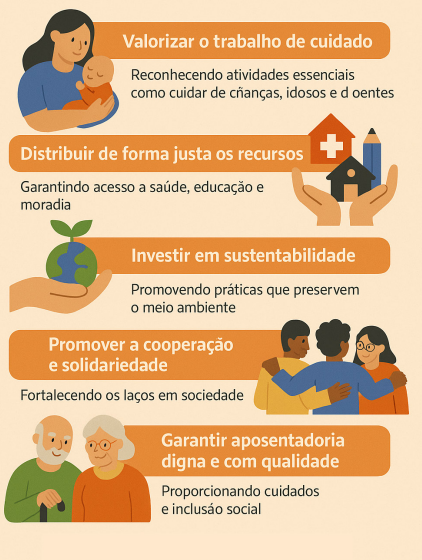 Valorizar o trabalho de cuidado
Reconhecendo atividades essenciais
como cuidar de cñanças, idosos e d oentes
Distribuir de forma justa os recursos
Garantindo acesso a saúde, educação e
moradia
Investir em sustentabilidade
Promovendo práticas que preservem
o meio ambiente
Promover a cooperação
e solidariedade
Fortalecendo os laços em sociedade
Garantir aposentadoria
digna e com qualidade
Proporcionando cuidados
e inclusáo social